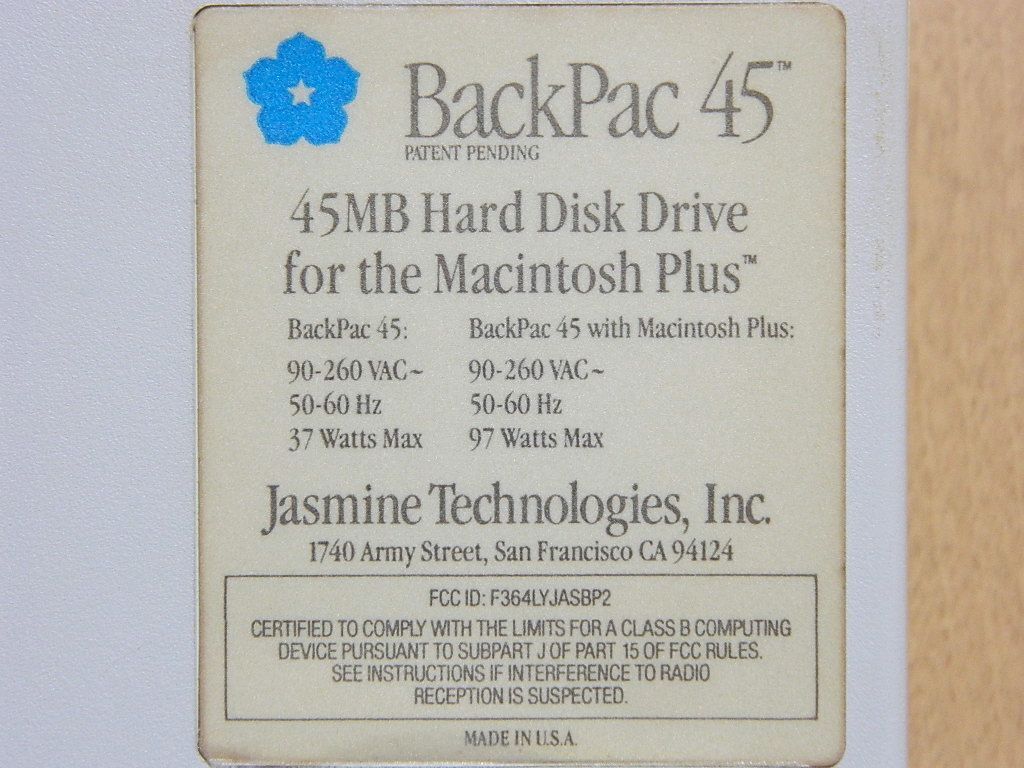 BackPac 45™
PATENT PENDING
45MB Hard Disk Drive
for the Macintosh Plus™
BackPac 45: BackPac 45 with Macintosh Plus:
90-260 VAC~ 90-260 VAC~
50-60 Hz 50-60 Hz
37 Watts Max 97 Watts Max
Jasmine Technologies, Inc.
1740 Army Street, San Francisco CA 94124
FCC ID: F364LYJASBP2
CERTIFIED TO COMPLY WITH THE LIMITS FOR A CLASS B COMPUTING
DEVICE PURSUANT TO SUBPART J OF PART 15 OF FCC RULES.
SEE INSTRUCTIONS IF INTERFERENCE TO RADIO
RECEPTION IS SUSPECTED.
MADE IN U.S.A.